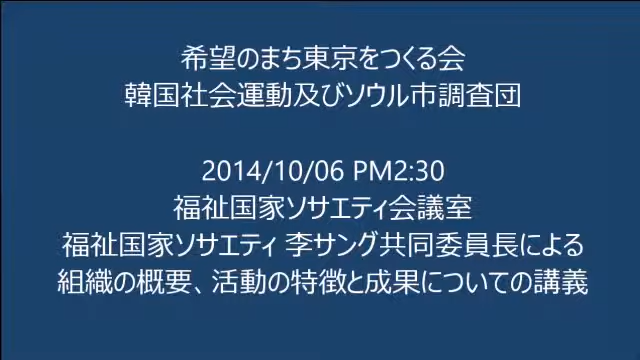 希望のまち東京をつくる会
韓国社会運動及びソウル市調査団
2014/10/06 PM2:30
福祉国家ソサエティ会議室
福祉国家ソサエティ 李サング共同委員長による
組織の概要、活動の特徴と成果についての講義